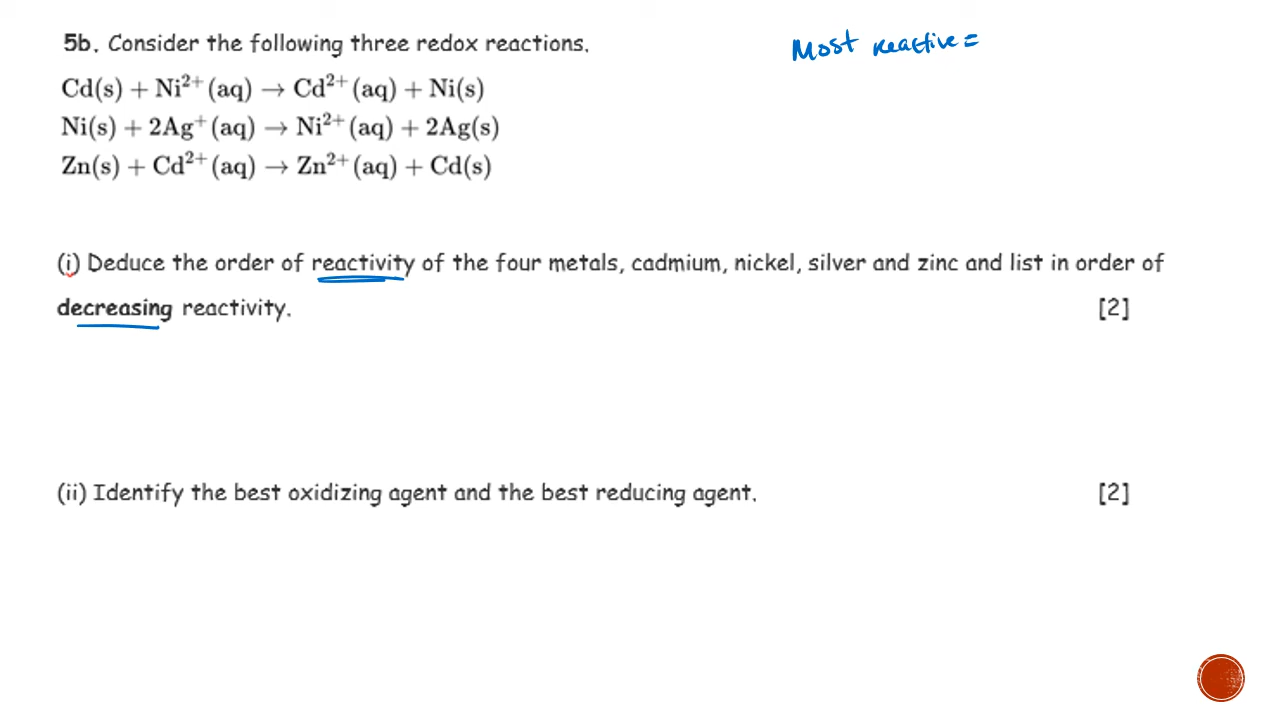 5b. Consider the following three redox reactions.
Most reactive =
Cd(s) + Ni²⁺(aq) → Cd²⁺(aq) + Ni(s)
Ni(s) + 2Ag⁺(aq) → Ni²⁺(aq) + 2Ag(s)
Zn(s) + Cd²⁺(aq) → Zn²⁺(aq) + Cd(s)
(i) Deduce the order of reactivity of the four metals, cadmium, nickel, silver and zinc and list in order of
decreasing reactivity. [2]
(ii) Identify the best oxidizing agent and the best reducing agent. [2]